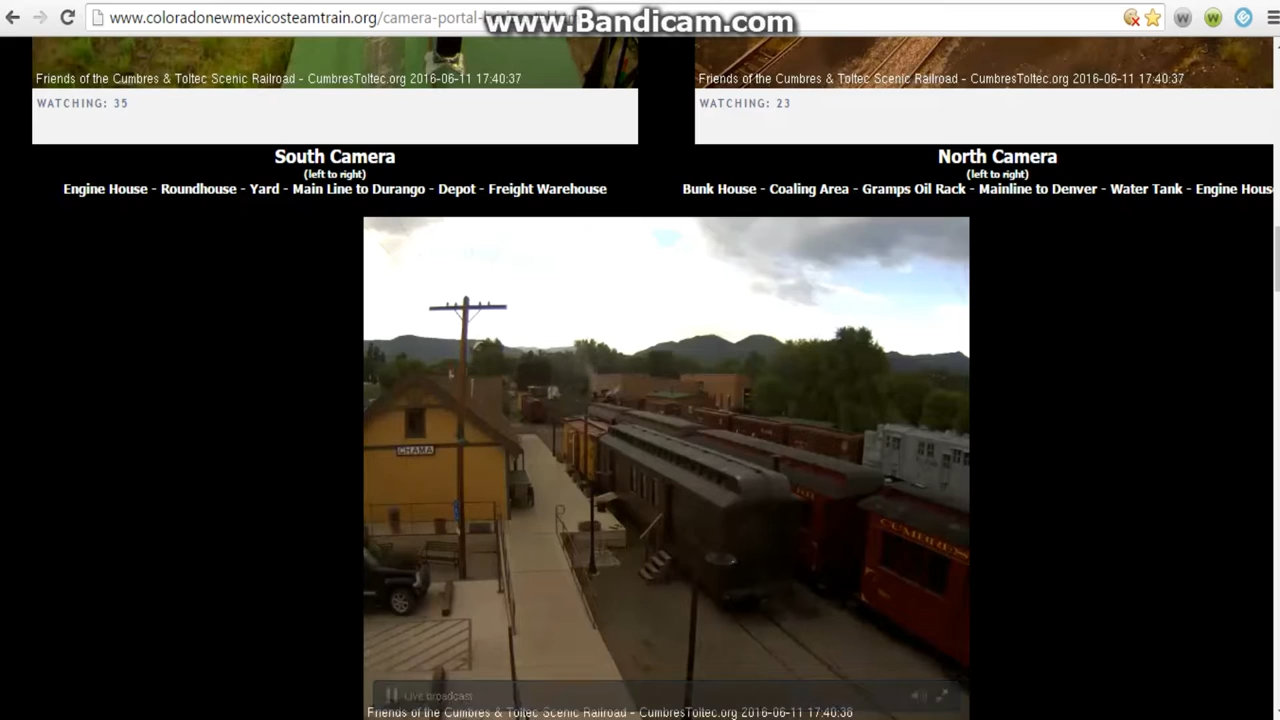 www.coloradonewmexicosteamtrain.org/camera-portal-
www.Bandicam.com
Friends of the Cumbres & Toltec Scenic Railroad - CumbresToltec.org 2016-06-11 17:40:37
Friends of the Cumbres & Toltec Scenic Railroad - CumbresToltec.org 2016-06-11 17:40:37
WATCHING: 35
WATCHING: 23
South Camera
(left to right)
Engine House - Roundhouse - Yard - Main Line to Durango - Depot - Freight Warehouse
North Camera
(left to right)
Bunk House - Coaling Area - Gramps Oil Rack - Mainline to Denver - Water Tank - Engine Hous
CHAMA
CUMBRES
Live broadcast
Friends of the Cumbres & Toltec Scenic Railroad - CumbresToltec.org 2016-06-11 17:40:38